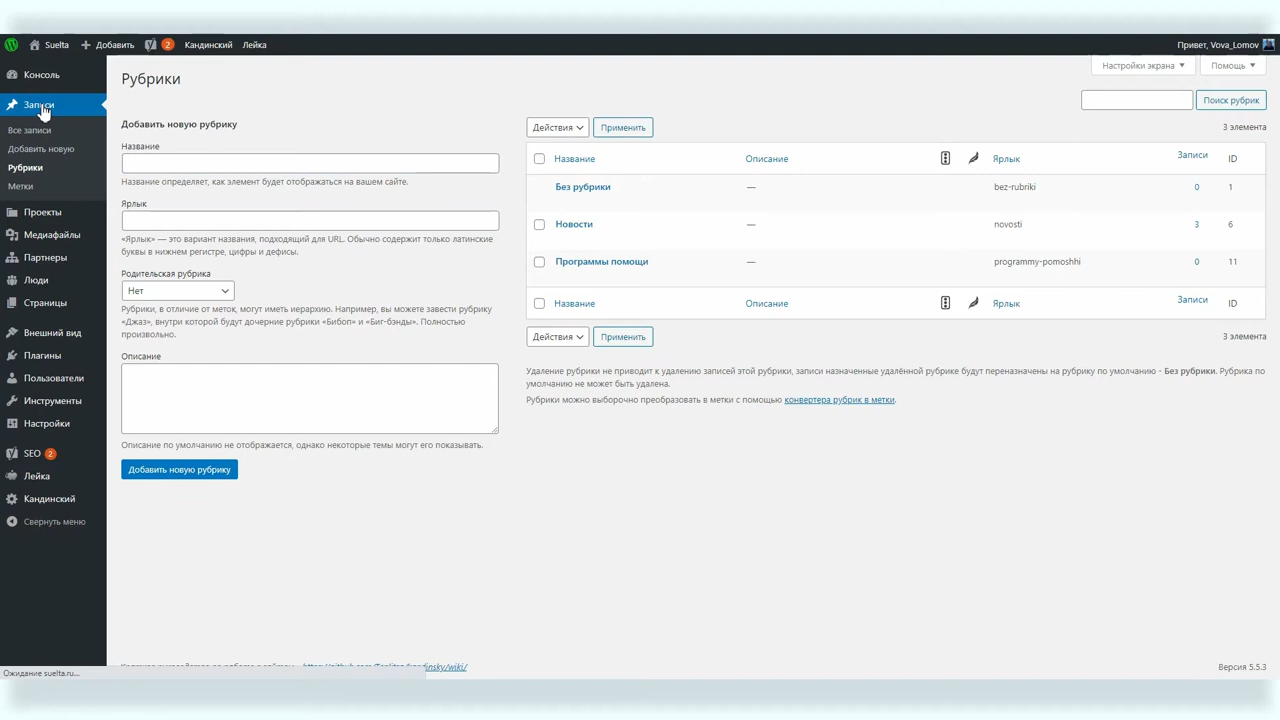 Suelta
Добавить
2
Кандинский
Лейка
Привет, Vova_Lomov
Консоль
Записи
Все записи
Добавить новую
Рубрики
Метки
Проекты
Медиафайлы
Партнеры
Люди
Страницы
Внешний вид
Плагины
Пользователи
Инструменты
Настройки
SEO 2
Лейка
Кандинский
Свернуть меню
Рубрики
Настройки экрана
Помощь
Поиск рубрик
Добавить новую рубрику
Название
Название определяет, как элемент будет отображаться на вашем сайте.
Ярлык
«Ярлык» — это вариант названия, подходящий для URL. Обычно содержит только латинские
буквы в нижнем регистре, цифры и дефисы.
Родительская рубрика
Нет
Рубрики, в отличие от меток, могут иметь иерархию. Например, вы можете завести рубрику
«Джаз», внутри которой будут дочерние рубрики «Бибоп» и «Биг-бэнды». Полностью
произвольно.
Описание
Описание по умолчанию не отображается, однако некоторые темы могут его показывать.
Добавить новую рубрику
Действия
Применить
3 элемента
Название Описание Ярлык Записи ID
Без рубрики — bez-rubriki 0 1
Новости — novosti 3 6
Программы помощи — programmy-pomoshhi 0 11
Название Описание Ярлык Записи ID
Действия
Применить
3 элемента
Удаление рубрики не приводит к удалению записей этой рубрики, записи назначенные удалённой рубрике будут переназначены на рубрику по умолчанию - Без рубрики. Рубрика по
умолчанию не может быть удалена.
Рубрики можно выборочно преобразовать в метки с помощью конвертера рубрик в метки.
Версия 5.5.3
Ожидание suelta.ru...